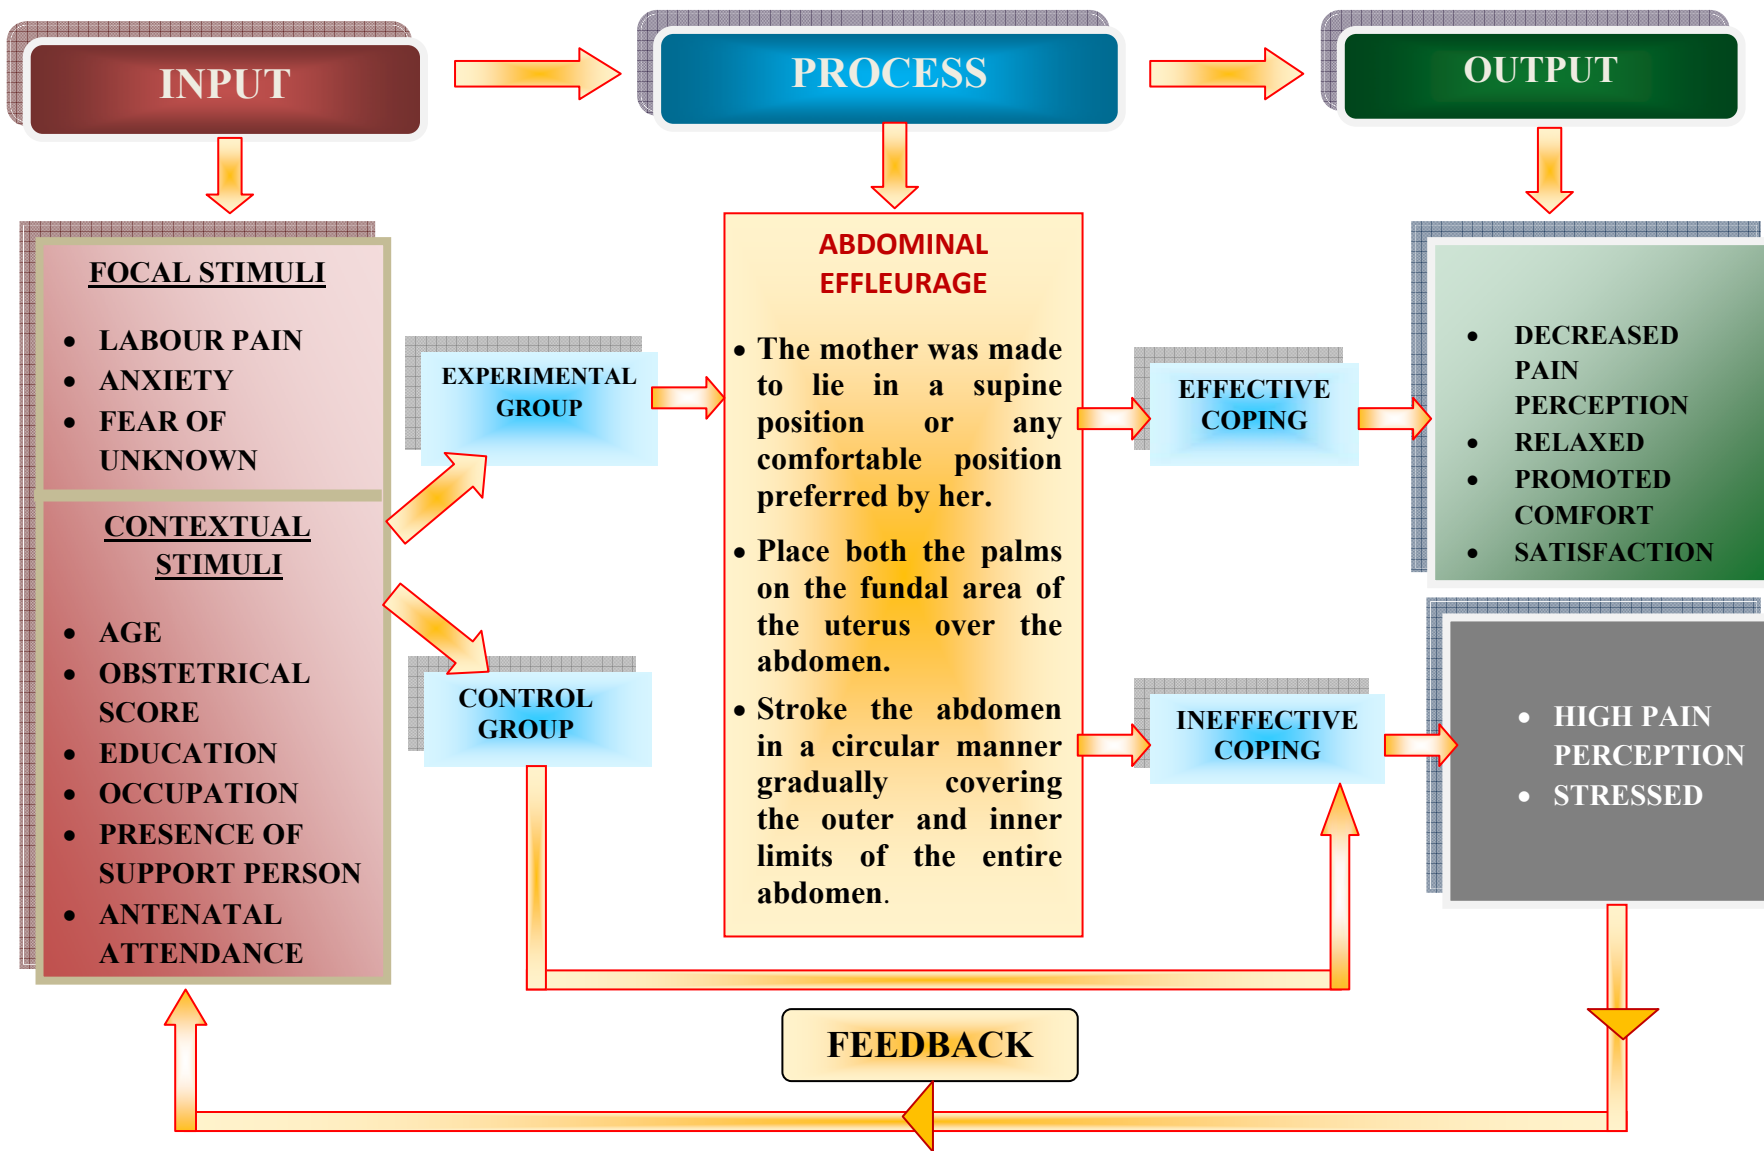 INPUT
PROCESS
OUTPUT
FOCAL STIMULI
• LABOUR PAIN
• ANXIETY
• FEAR OF
UNKNOWN
CONTEXTUAL
STIMULI
• AGE
• OBSTETRICAL
SCORE
• EDUCATION
• OCCUPATION
• PRESENCE OF
SUPPORT PERSON
• ANTENATAL
ATTENDANCE
EXPERIMENTAL
GROUP
CONTROL
GROUP
ABDOMINAL
EFFLEURAGE
• The mother was made
to lie in a supine
position or any
comfortable position
preferred by her.
• Place both the palms
on the fundal area of
the uterus over the
abdomen.
• Stroke the abdomen
in a circular manner
gradually covering
the outer and inner
limits of the entire
abdomen.
EFFECTIVE
COPING
INEFFECTIVE
COPING
• DECREASED
PAIN
PERCEPTION
• RELAXED
• PROMOTED
COMFORT
• SATISFACTION
• HIGH PAIN
PERCEPTION
• STRESSED
FEEDBACK